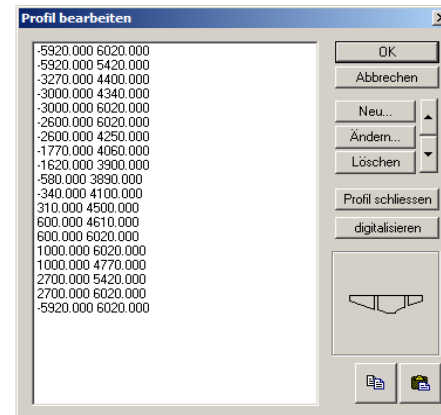 Profil bearbeiten
-5920.000 6020.000
-5920.000 5420.000
-3270.000 4400.000
-3000.000 4340.000
-3000.000 6020.000
-2600.000 6020.000
-2600.000 4250.000
-1770.000 4060.000
-1620.000 3900.000
-580.000 3890.000
-340.000 4100.000
310.000 4500.000
600.000 4610.000
600.000 6020.000
1000.000 6020.000
1000.000 4770.000
2700.000 5420.000
2700.000 6020.000
-5920.000 6020.000
OK
Abbrechen
Neu...
Ändern...
Löschen
Profil schliessen
digitalisieren